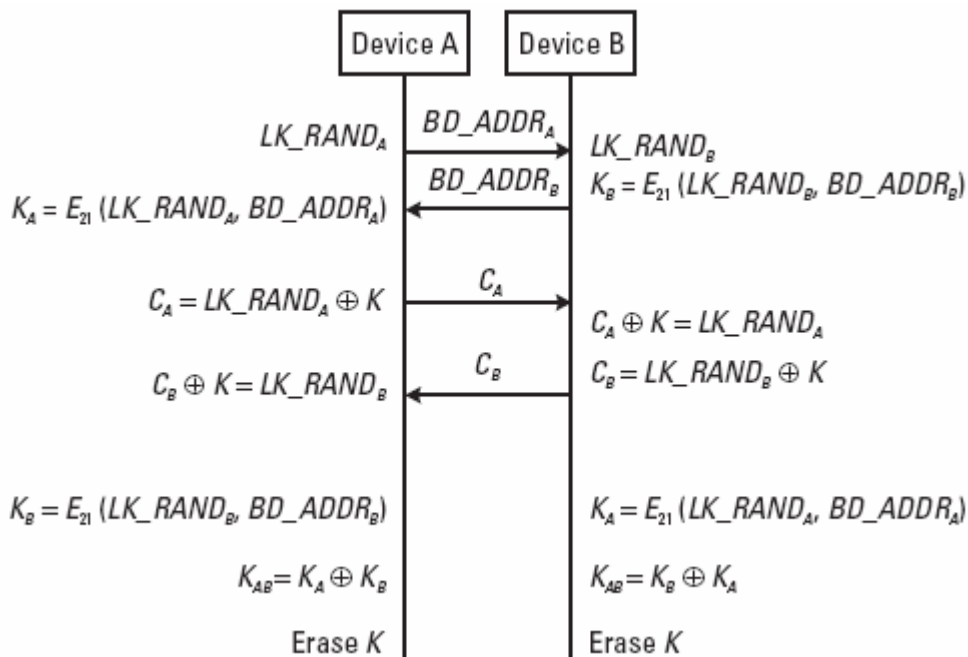 Device A Device B
LK_RAND_A BD_ADDR_A LK_RAND_B
BD_ADDR_B K_B = E_21 (LK_RAND_B, BD_ADDR_B)
K_A = E_21 (LK_RAND_A, BD_ADDR_A)
C_A = LK_RAND_A ⊕ K C_A
C_A ⊕ K = LK_RAND_A
C_B ⊕ K = LK_RAND_B C_B C_B = LK_RAND_B ⊕ K
K_B = E_21 (LK_RAND_B, BD_ADDR_B) K_A = E_21 (LK_RAND_A, BD_ADDR_A)
K_AB = K_A ⊕ K_B K_AB = K_B ⊕ K_A
Erase K Erase K